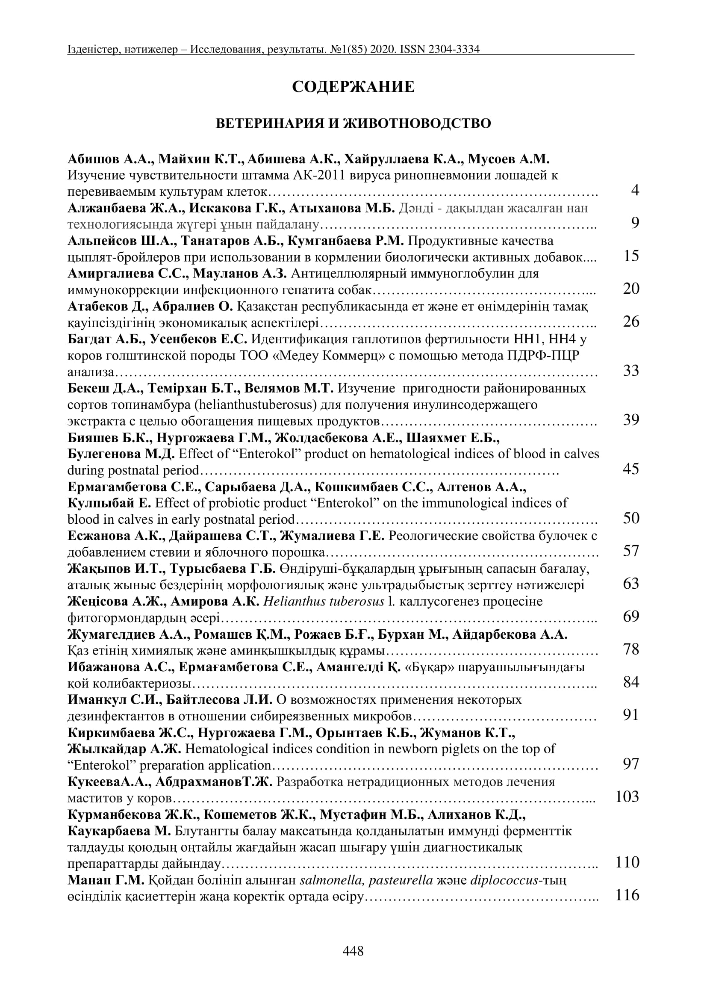 Ізденістер, нәтижелер – Исследования, результаты. №1(85) 2020. ISSN 2304-3334
СОДЕРЖАНИЕ
ВЕТЕРИНАРИЯ И ЖИВОТНОВОДСТВО
Абишов А.А., Майхин К.Т., Абишева А.К., Хайруллаева К.А., Мусоев А.М.
Изучение чувствительности штамма АК-2011 вируса ринопневмонии лошадей к
перевиваемым культурам клеток…………………………………………………………………………. 4
Алжанбаева Ж.А., Искакова Г.К., Атыханова М.Б. Дәнді - дақылдан жасалған нан
технологиясында жүгері ұнын пайдалану…………………………………………………………….. 9
Альпейсов Ш.А., Танатаров А.Б., Кумганбаева Р.М. Продуктивные качества
цыплят-бройлеров при использовании в кормлении биологически активных добавок.... 15
Амиргалиева С.С., Мауланов А.З. Антицеллюлярный иммуноглобулин для
иммунокоррекции инфекционного гепатита собак………………………………………………... 20
Атабеков Д., Абралиев О. Қазақстан республикасында ет және ет өнімдерінің тамақ
қауіпсіздігінің экономикалық аспектілері…………………………………………………………….. 26
Багдат А.Б., Усенбеков Е.С. Идентификация гаплотипов фертильности НН1, НН4 у
коров голштинской породы ТОО «Медеу Коммерц» с помощью метода ПДРФ-ПЦР
анализа…………………………………………………………………………………………………………… 33
Бекеш Д.А., Темірхан Б.Т., Велямов М.Т. Изучение  пригодности районированных
сортов топинамбура (helianthustuberosus) для получения инулинсодержащего
экстракта с целью обогащения пищевых продуктов………………………………………………. 39
Бияшев Б.К., Нургожаева Г.М., Жолдасбекова А.Е., Шаяхмет Е.Б.,
Булегенова М.Д. Effect of “Enterokol” product on hematological indices of blood in calves
during postnatal period………………………………………………………………………………. 45
Ермагамбетова С.Е., Сарыбаева Д.А., Кошкимбаев С.С., Алтенов А.А.,
Кулпыбай Е. Effect of probiotic product “Enterokol” on the immunological indices of
blood in calves in early postnatal period…………………………………………………………………. 50
Есжанова А.К., Дайрашева С.Т., Жумалиева Г.Е. Реологические свойства булочек с
добавлением стевии и яблочного порошка……………………………………………………………. 57
Жақыпов И.Т., Турысбаева Г.Б. Өндіруші-бұқалардың ұрығының сапасын бағалау,
аталық жыныс бездерінің морфологиялық және ультрадыбыстық зерттеу нәтижелері 63
Жеңісова А.Ж., Амирова А.К. Helianthus tuberosus l. каллусогенез процесіне
фитогормондардың әсері………………………………………………………………………………….. 69
Жумагелдиев А.А., Ромашев Қ.М., Рожаев Б.Ғ., Бурхан М., Айдарбекова А.А.
Қаз етінің химиялық және аминқышқылдық құрамы……………………………………………… 78
Ибажанова А.С., Ермағамбетова С.Е., Амангелді Қ. «Бұқар» шаруашылығындағы
қой колибактериозы………………………………………………………………………………………….. 84
Иманкул С.И., Байтлесова Л.И. О возможностях применения некоторых
дезинфектантов в отношении сибиреязвенных микробов………………………………………… 91
Киркимбаева Ж.С., Нургожаева Г.М., Орынтаев К.Б., Жуманов К.Т.,
Жылкайдар А.Ж. Hematological indices condition in newborn piglets on the top of
“Enterokol” preparation application………………………………………………………………………… 97
КукееваА.А., АбдрахмановТ.Ж. Разработка нетрадиционных методов лечения
маститов у коров……………………………………………………………………………………………... 103
Курманбекова Ж.К., Кошеметов Ж.К., Мустафин М.Б., Алиханов К.Д.,
Каукарбаева М. Блутангты балау мақсатында қолданылатын иммунді ферменттік
талдауды қоюдың оңтайлы жағдайын жасап шығару үшін диагностикалық
препараттарды дайындау………………………………………………………………………………….. 110
Манап Г.М. Қойдан бөлініп алынған salmonella, pasteurella және diplococcus-тың
өсінділік қасиеттерін жаңа коректік ортада өсіру………………………………………………….. 116
448